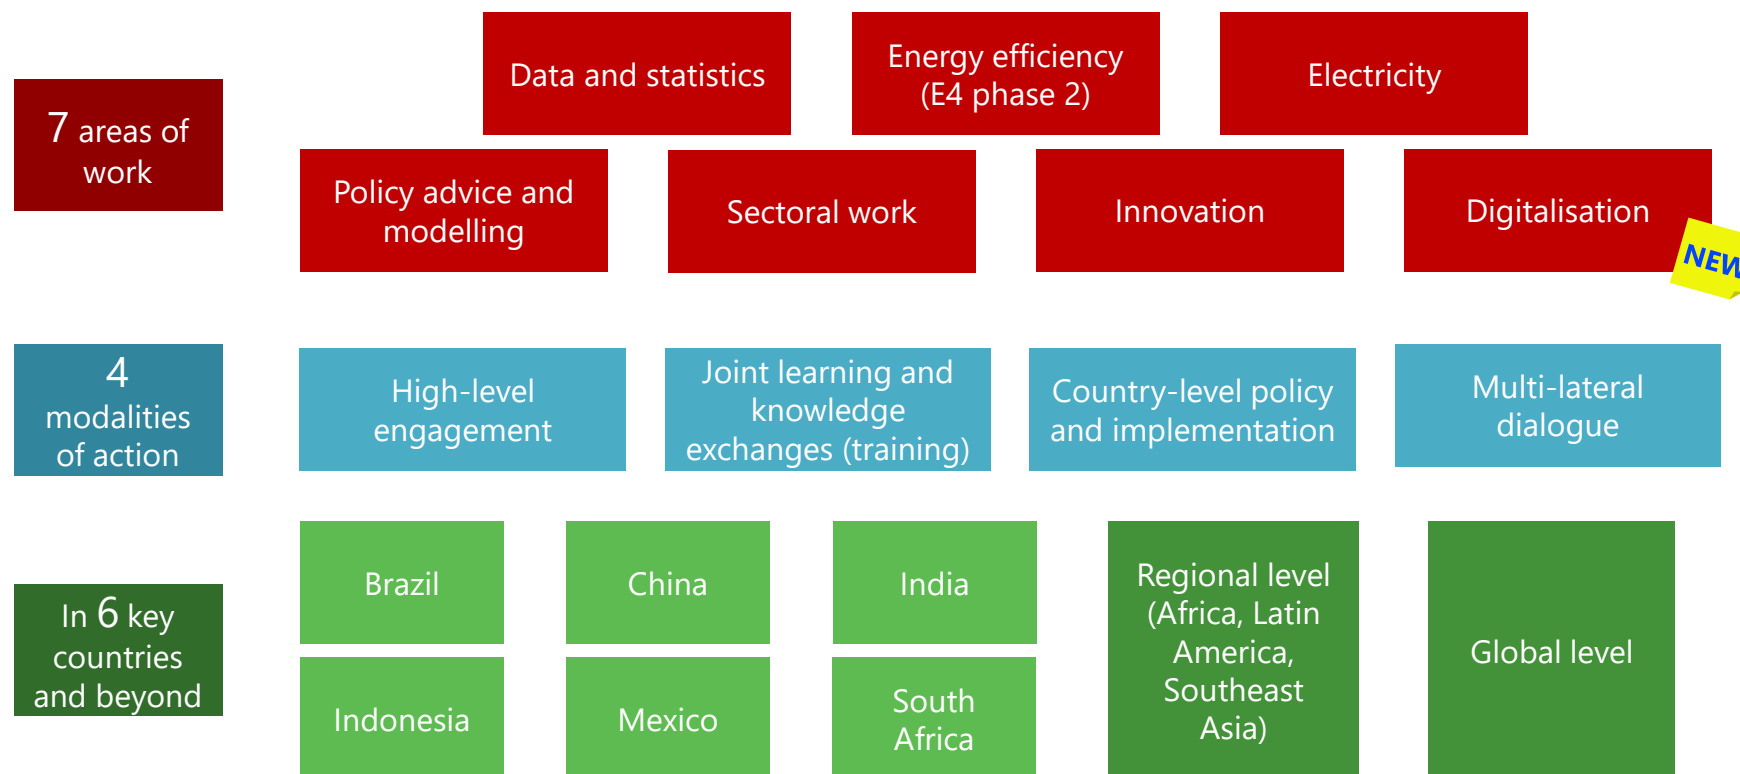 7 areas of
work
Data and statistics
Energy efficiency
(E4 phase 2)
Electricity
Policy advice and
modelling
Sectoral work
Innovation
Digitalisation
NEW
4
modalities
of action
High-level
engagement
Joint learning and
knowledge
exchanges (training)
Country-level policy
and implementation
Multi-lateral
dialogue
In 6 key
countries
and beyond
Brazil
China
India
Indonesia
Mexico
South
Africa
Regional level
(Africa, Latin
America,
Southeast
Asia)
Global level